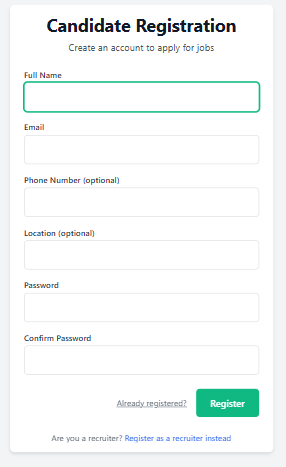 Candidate Registration
Create an account to apply for jobs
Full Name
Email
Phone Number (optional)
Location (optional)
Password
Confirm Password
Already registered? Register
Are you a recruiter? Register as a recruiter instead